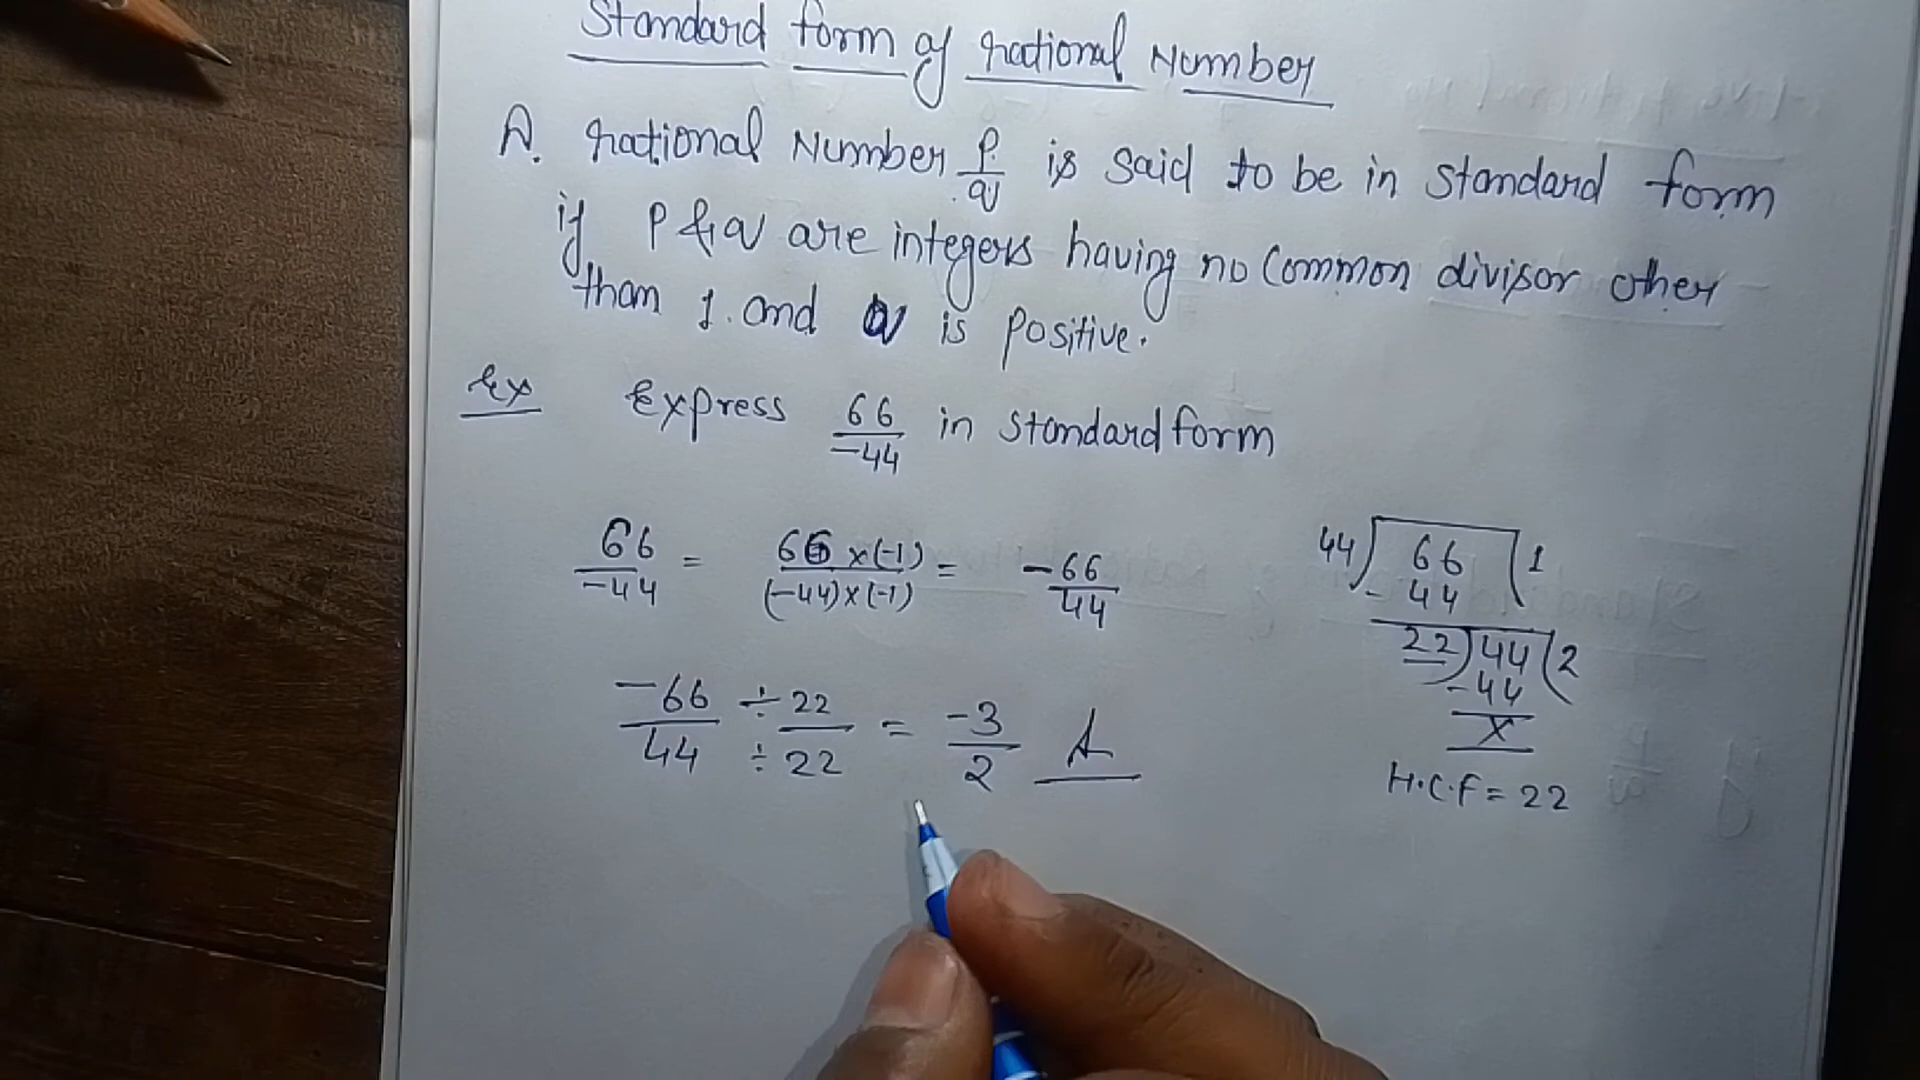 Standard form of rational Number
A. rational Number P/q is said to be in standard form
if P & q are integers having no common divisor other
than 1. and q is positive.
Ex Express 66/-44 in standard form
66/-44 = 66×(-1)/(-44)×(-1) = -66/44
-66/44 ÷22/÷22 = -3/2 A
44) 66 (1
- 44
22) 44 (2
- 44
×
H.C.F = 22